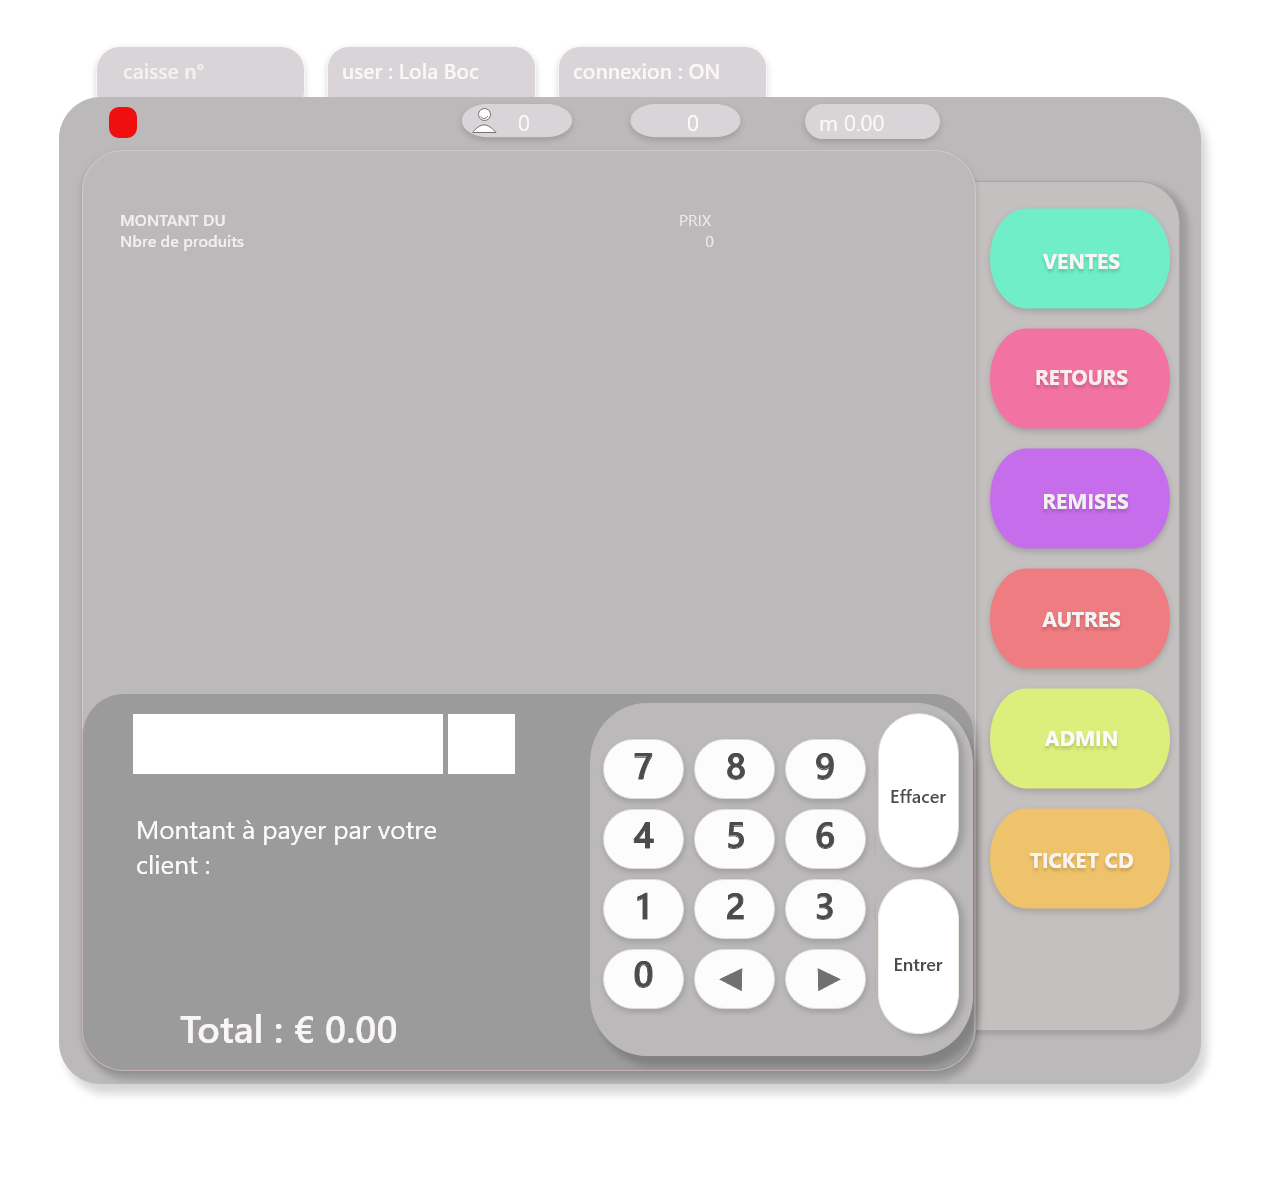 caisse n°
user : Lola Boc
connexion : ON
0
0
m 0.00
MONTANT DU
PRIX
Nbre de produits
0
VENTES
RETOURS
REMISES
AUTRES
ADMIN
TICKET CD
Montant à payer par votre
client :
Total : € 0.00
7 8 9
4 5 6
1 2 3
0 ◀ ▶
Effacer
Entrer